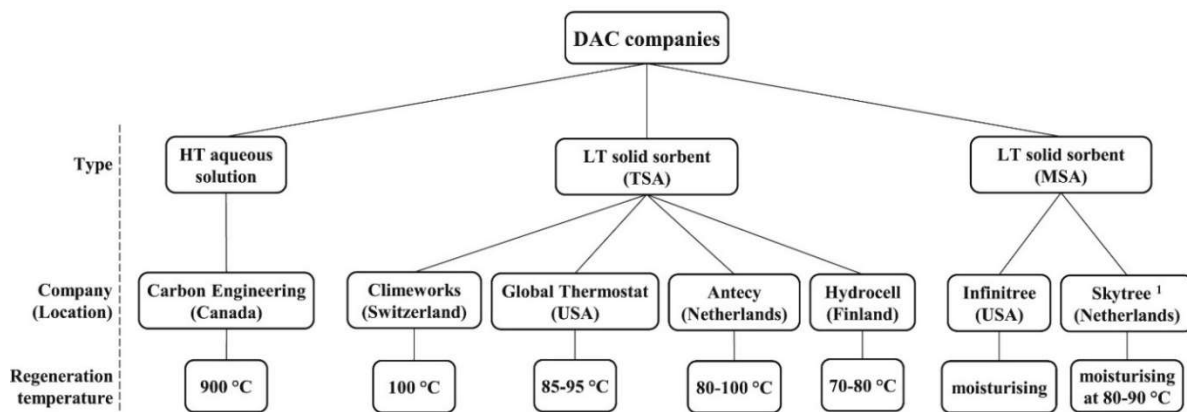 DAC companies
Type
HT aqueous
solution
LT solid sorbent
(TSA)
LT solid sorbent
(MSA)
Company
(Location)
Carbon Engineering
(Canada)
Climeworks
(Switzerland)
Global Thermostat
(USA)
Antecy
(Netherlands)
Hydrocell
(Finland)
Infinitree
(USA)
Skytree ¹
(Netherlands)
Regeneration
temperature
900 °C
100 °C
85-95 °C
80-100 °C
70-80 °C
moisturising
moisturising
at 80-90 °C